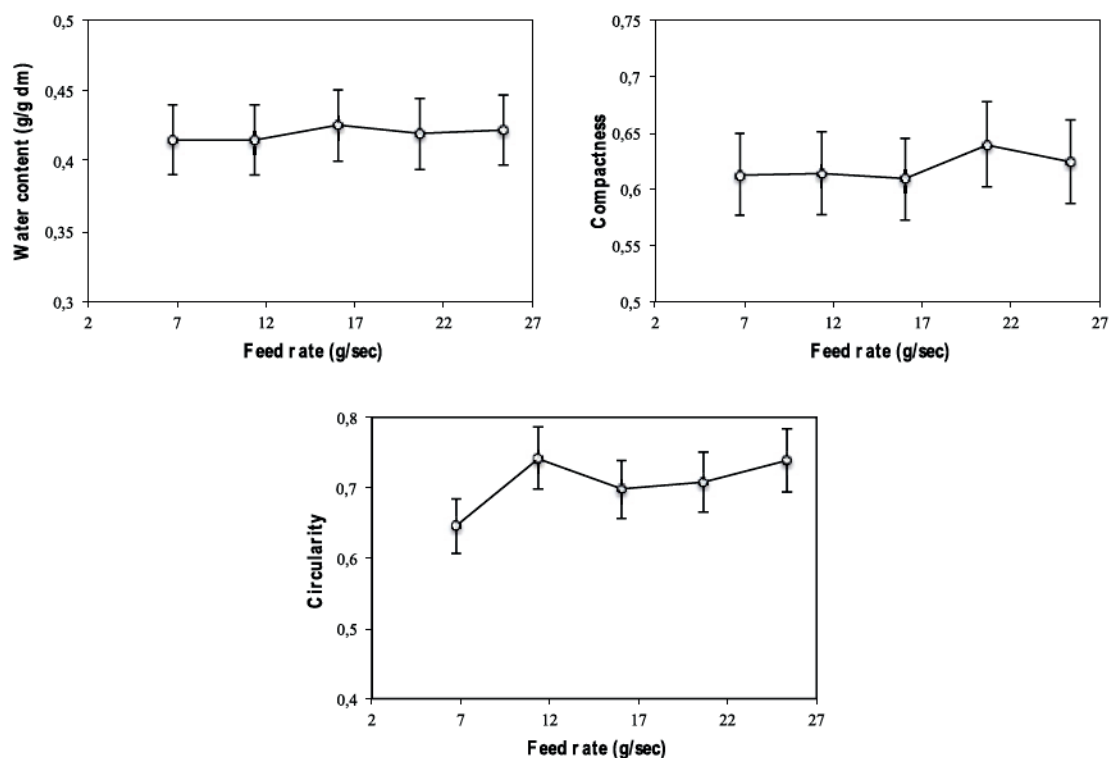 Water content (g/g dm)
0,5
0,45
0,4
0,35
0,3
2 7 12 17 22 27
Feed rate (g/sec)
Compactness
0,75
0,7
0,65
0,6
0,55
0,5
2 7 12 17 22 27
Feed rate (g/sec)
Circularity
0,8
0,7
0,6
0,5
0,4
2 7 12 17 22 27
Feed rate (g/sec)